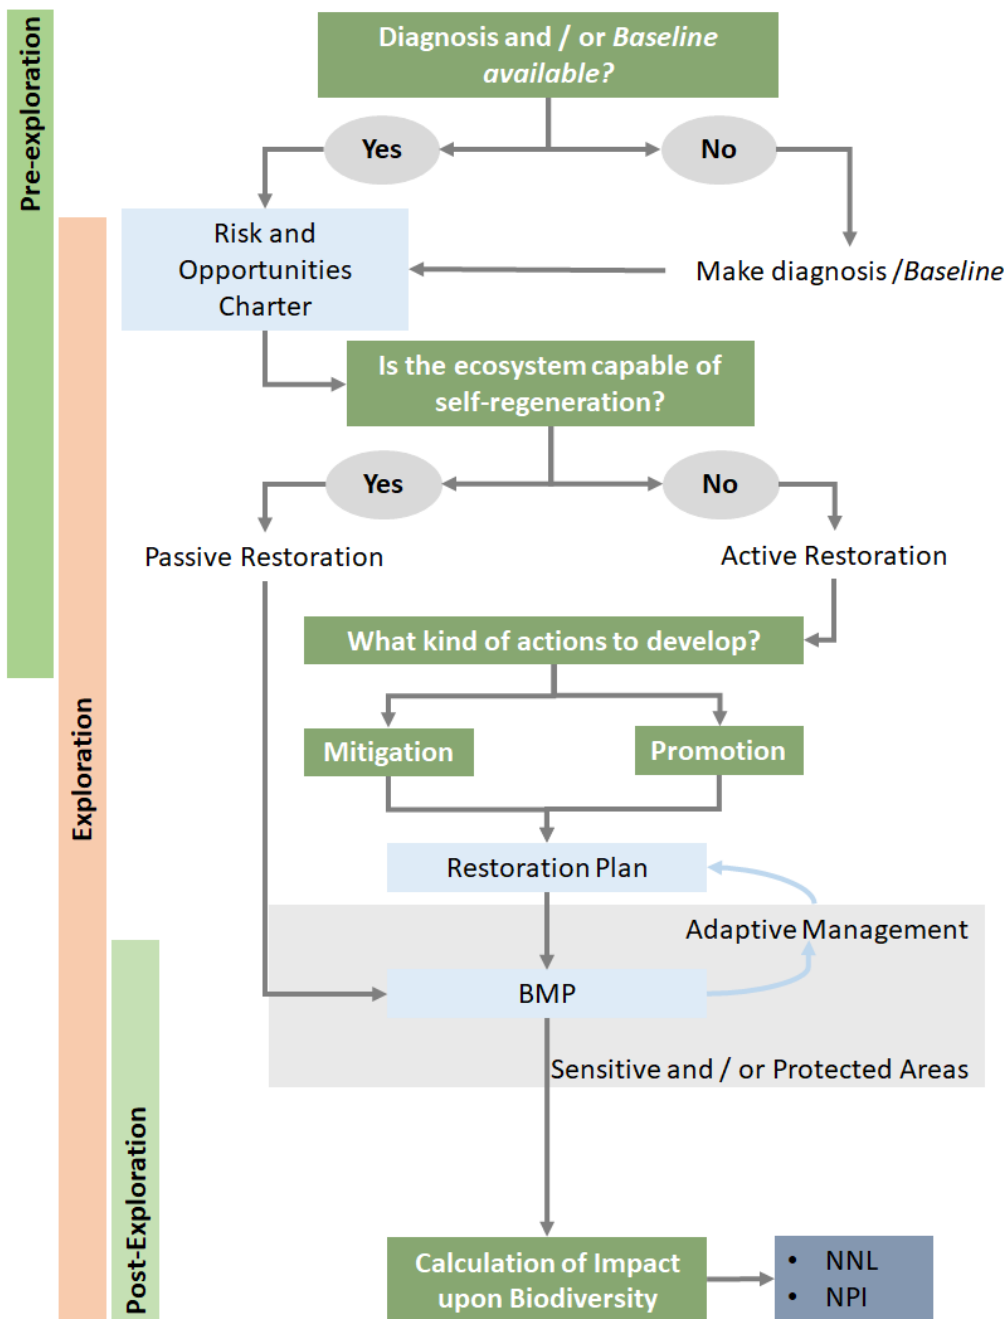 Pre-exploration
Exploration
Post-Exploration
Diagnosis and / or Baseline
available?
Yes
No
Risk and
Opportunities
Charter
Make diagnosis /Baseline
Is the ecosystem capable of
self-regeneration?
Yes
No
Passive Restoration
Active Restoration
What kind of actions to develop?
Mitigation
Promotion
Restoration Plan
Adaptive Management
BMP
Sensitive and / or Protected Areas
Calculation of Impact
upon Biodiversity
• NNL
• NPI